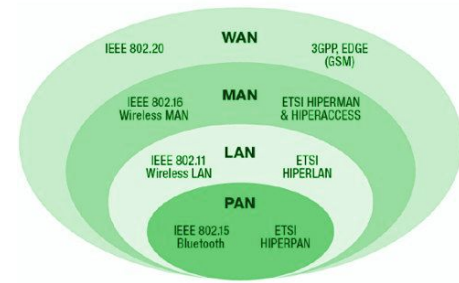 WAN
IEEE 802.20
3GPP, EDGE
(GSM)
MAN
IEEE 802.16
Wireless MAN
ETSI HIPERMAN
& HIPERACCESS
LAN
IEEE 802.11
Wireless LAN
ETSI
HIPERLAN
PAN
IEEE 802.15
Bluetooth
ETSI
HIPERPAN